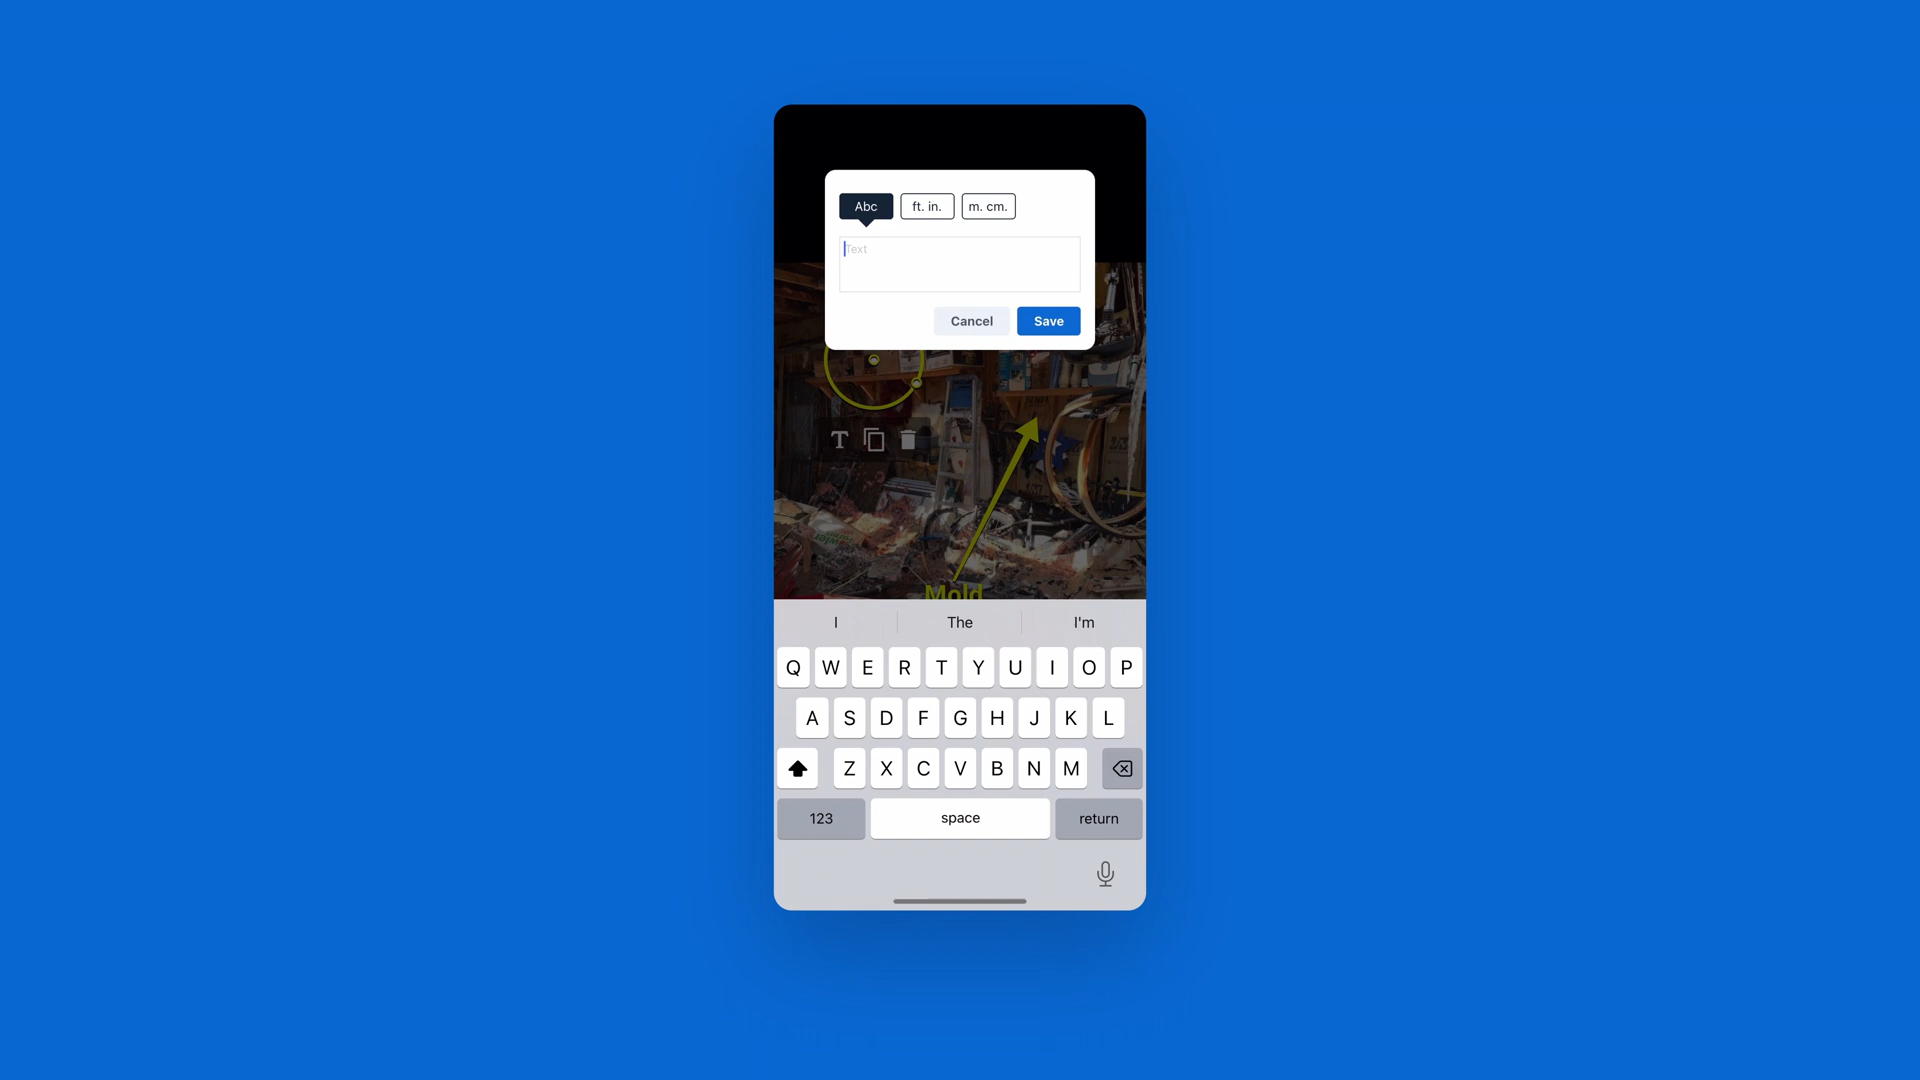 Abc ft. in. m. cm.
Text
Cancel Save
Mold
I The I'm
Q W E R T Y U I O P
A S D F G H J K L
Z X C V B N M
123 space return